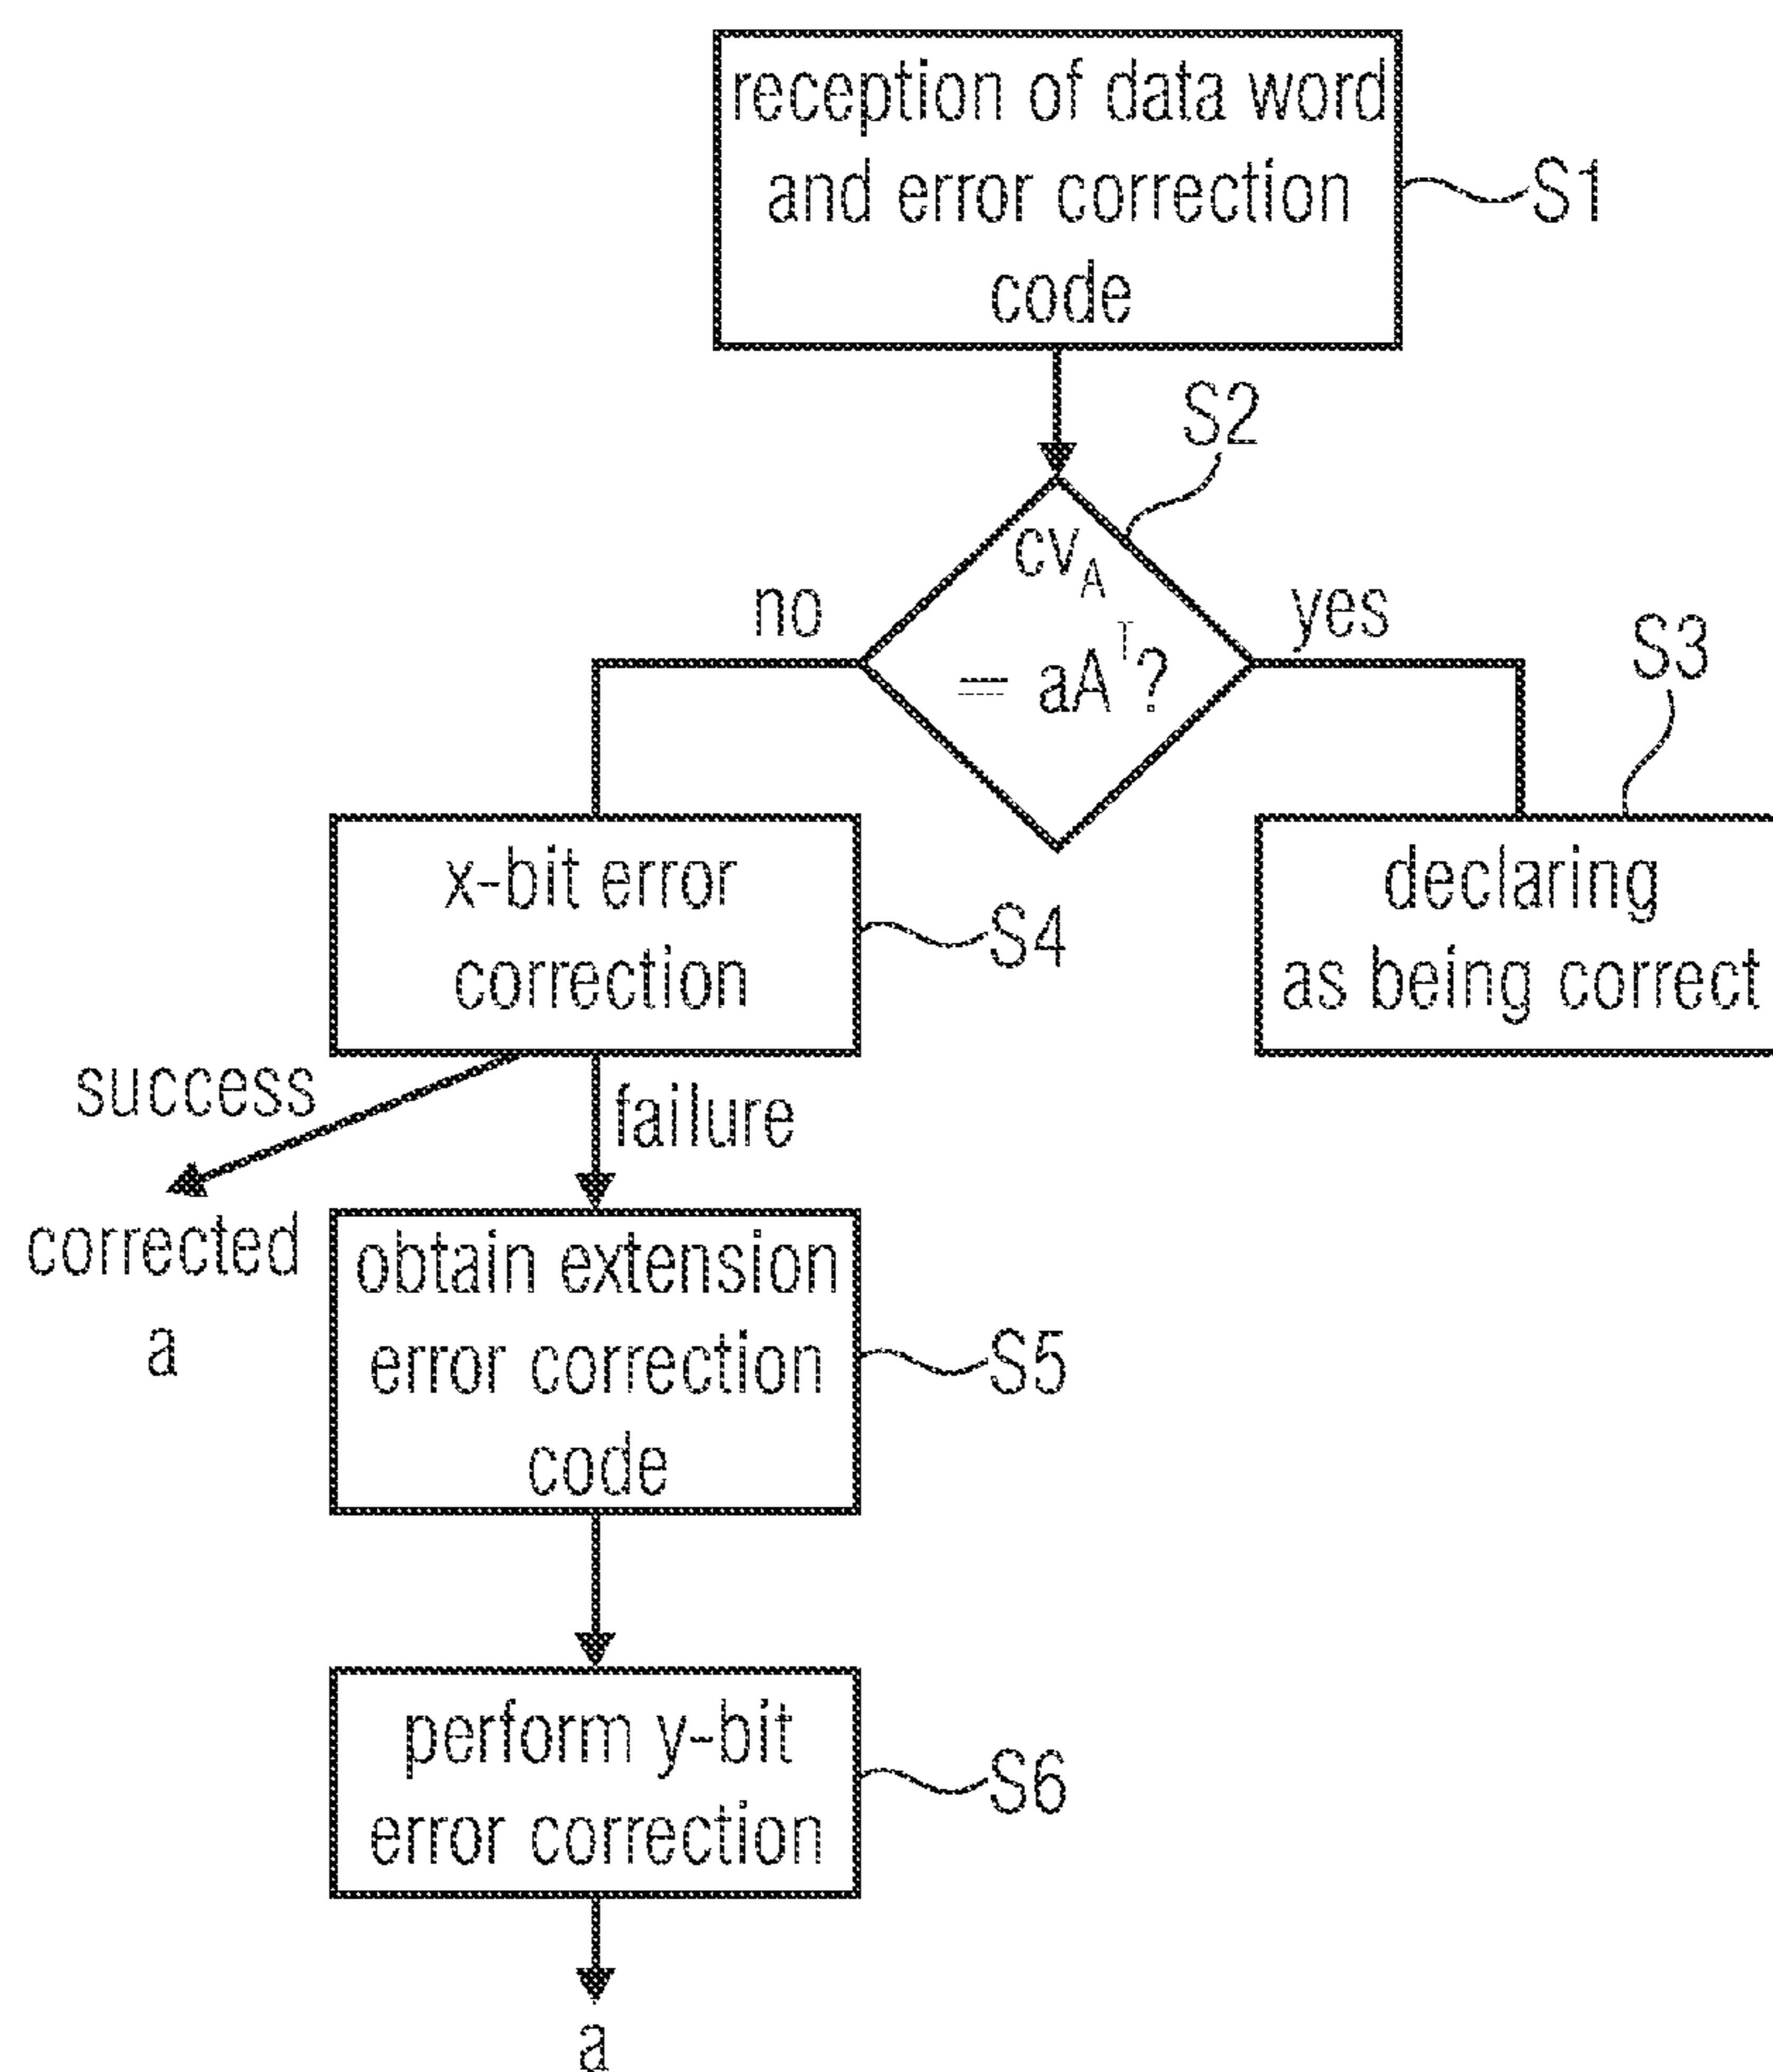 reception of data word
and error correction
code
S1
S2
cv_A
= aA^T?
no
yes
S3
x-bit error
correction
S4
declaring
as being correct
success
failure
corrected
a
obtain extension
error correction
code
S5
perform y-bit
error correction
S6
a